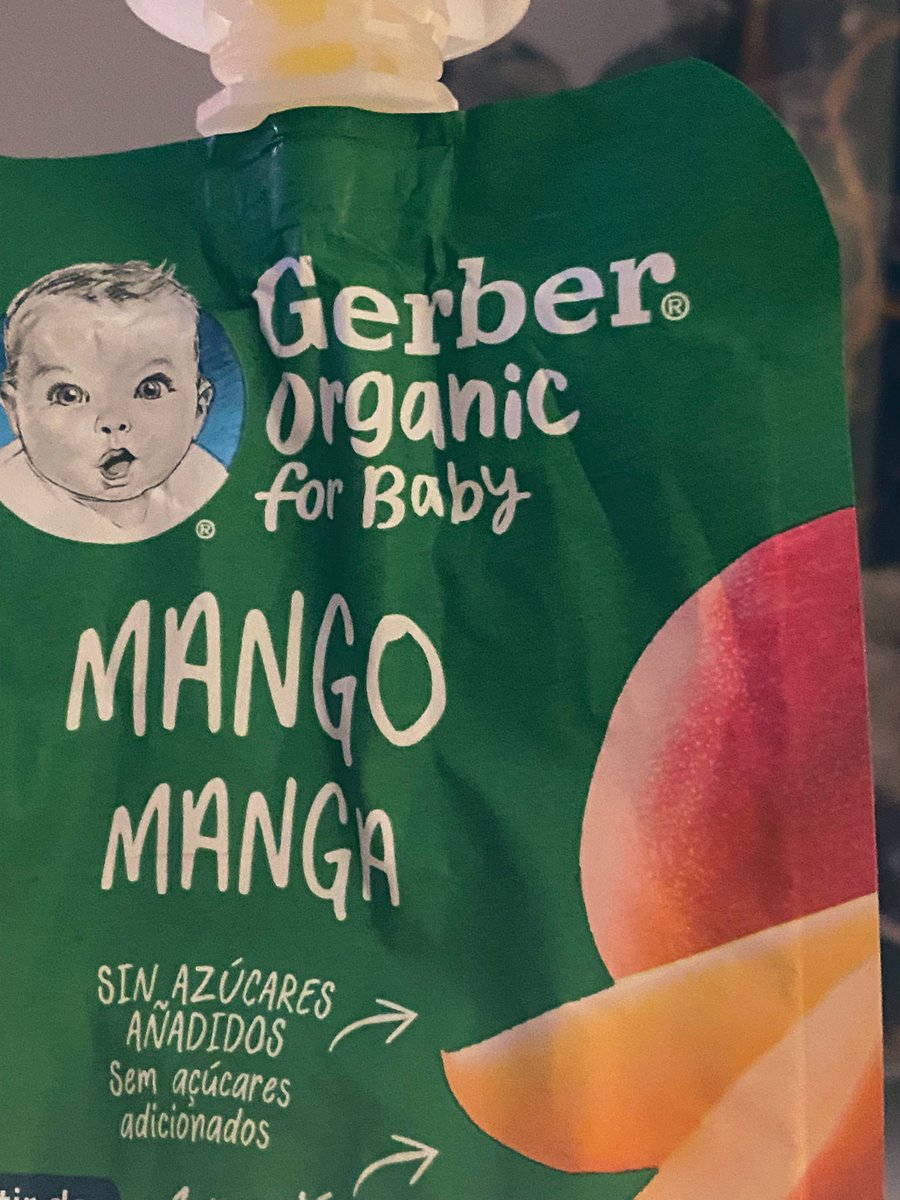 Gerber®
Organic
for Baby
®
MANGO
MANGA
SIN AZÚCARES
AÑADIDOS
Sem açúcares
adicionados